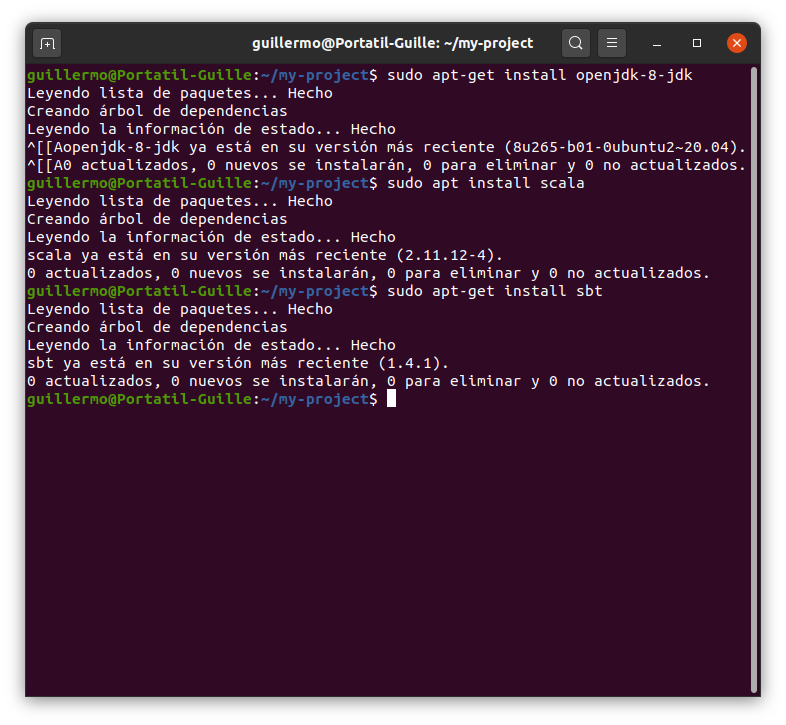 guillermo@Portatil-Guille: ~/my-project
guillermo@Portatil-Guille:~/my-project$ sudo apt-get install openjdk-8-jdk
Leyendo lista de paquetes... Hecho
Creando árbol de dependencias
Leyendo la información de estado... Hecho
^[[Aopenjdk-8-jdk ya está en su versión más reciente (8u265-b01-0ubuntu2~20.04).
^[[A0 actualizados, 0 nuevos se instalarán, 0 para eliminar y 0 no actualizados.
guillermo@Portatil-Guille:~/my-project$ sudo apt install scala
Leyendo lista de paquetes... Hecho
Creando árbol de dependencias
Leyendo la información de estado... Hecho
scala ya está en su versión más reciente (2.11.12-4).
0 actualizados, 0 nuevos se instalarán, 0 para eliminar y 0 no actualizados.
guillermo@Portatil-Guille:~/my-project$ sudo apt-get install sbt
Leyendo lista de paquetes... Hecho
Creando árbol de dependencias
Leyendo la información de estado... Hecho
sbt ya está en su versión más reciente (1.4.1).
0 actualizados, 0 nuevos se instalarán, 0 para eliminar y 0 no actualizados.
guillermo@Portatil-Guille:~/my-project$